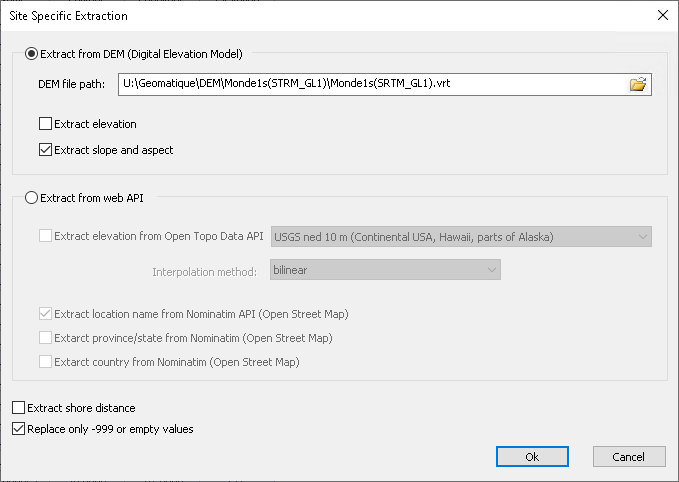 Site Specific Extraction
Extract from DEM (Digital Elevation Model)
DEM file path: U:\Geomatique\DEM\Monde1s(STRM_GL1)\Monde1s(SRTM_GL1).vrt
Extract elevation
Extract slope and aspect
Extract from web API
Extract elevation from Open Topo Data API USGS ned 10 m (Continental USA, Hawaii, parts of Alaska)
Interpolation method: bilinear
Extract location name from Nominatim API (Open Street Map)
Extarct province/state from Nominatim (Open Street Map)
Extarct country from Nominatim (Open Street Map)
Extract shore distance
Replace only -999 or empty values
Ok Cancel